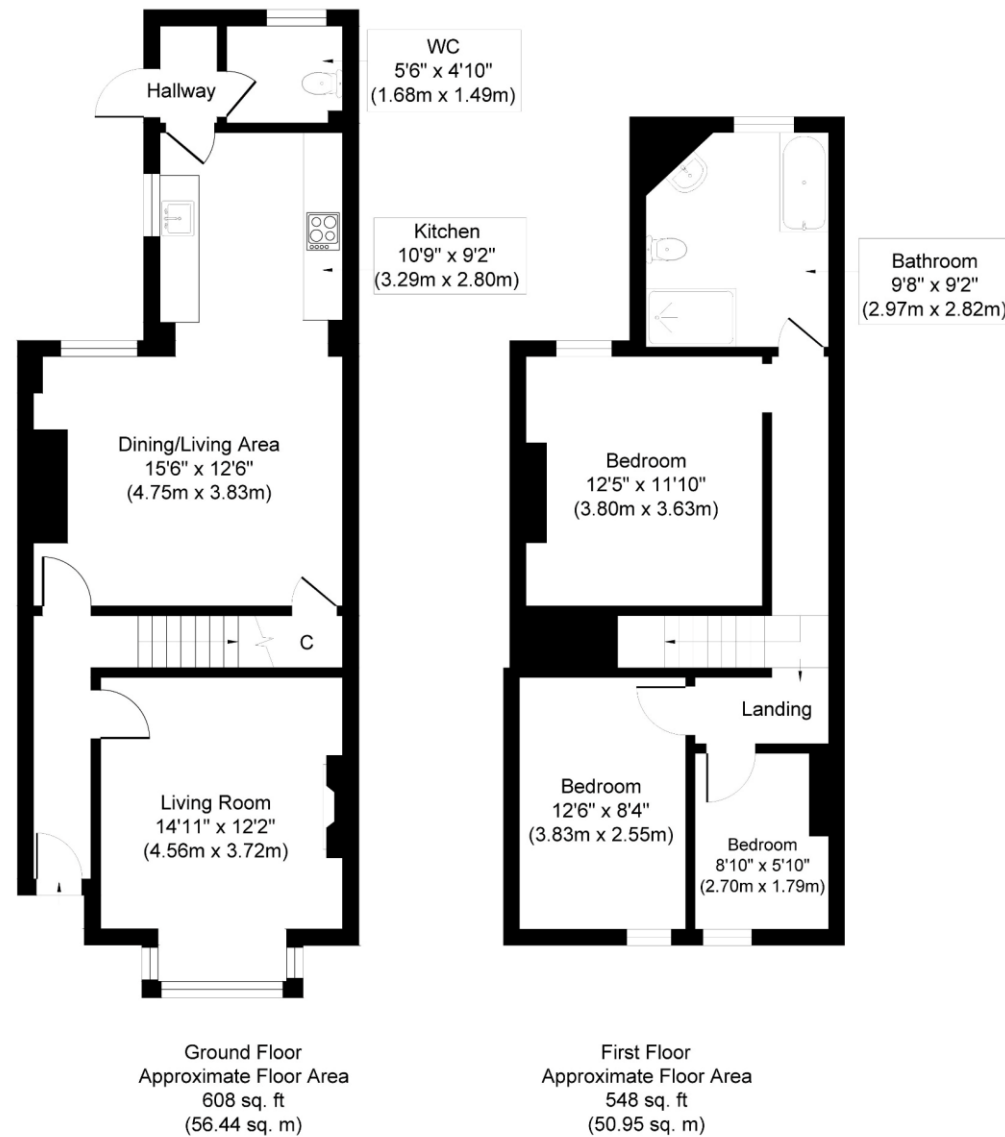 WC
5'6" x 4'10"
(1.68m x 1.49m)
Hallway
Kitchen
10'9" x 9'2"
(3.29m x 2.80m)
Dining/Living Area
15'6" x 12'6"
(4.75m x 3.83m)
C
Living Room
14'11" x 12'2"
(4.56m x 3.72m)
Ground Floor
Approximate Floor Area
608 sq. ft
(56.44 sq. m)
Bathroom
9'8" x 9'2"
(2.97m x 2.82m)
Bedroom
12'5" x 11'10"
(3.80m x 3.63m)
Landing
Bedroom
12'6" x 8'4"
(3.83m x 2.55m)
Bedroom
8'10" x 5'10"
(2.70m x 1.79m)
First Floor
Approximate Floor Area
548 sq. ft
(50.95 sq. m)